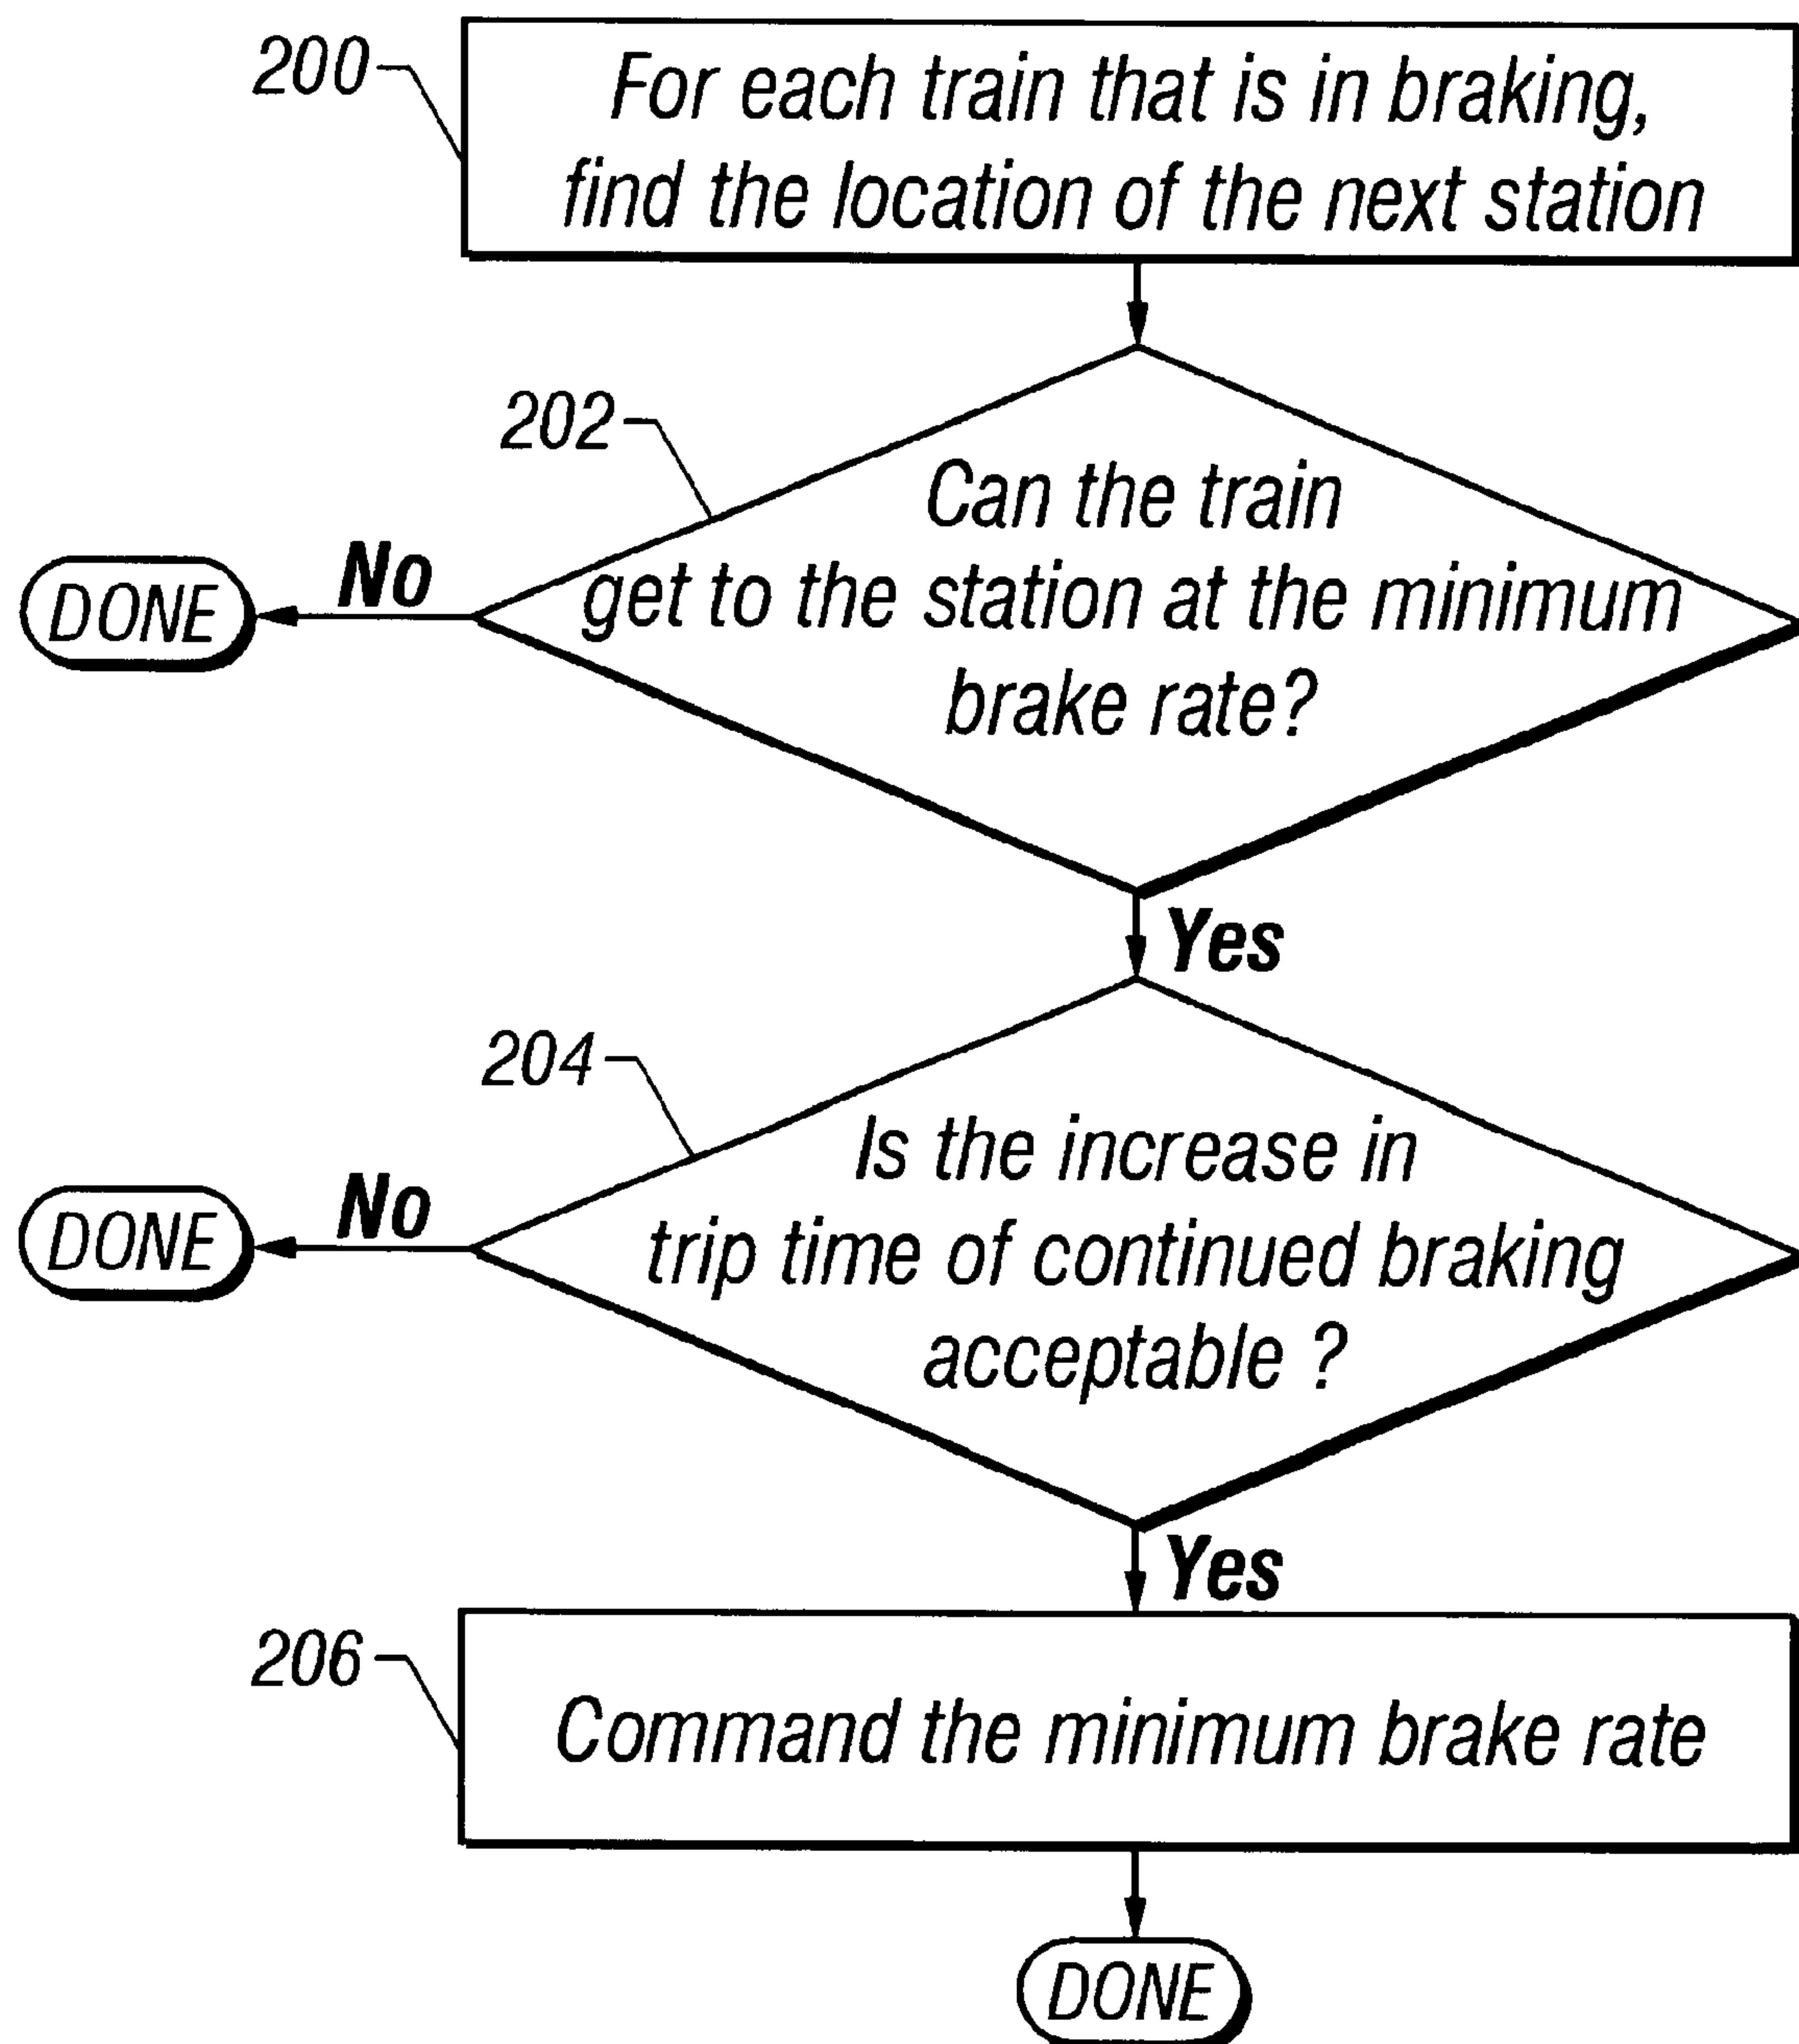 200
For each train that is in braking,
find the location of the next station
202
Can the train
get to the station at the minimum
brake rate?
No
DONE
Yes
204
Is the increase in
trip time of continued braking
acceptable ?
No
DONE
Yes
206
Command the minimum brake rate
DONE